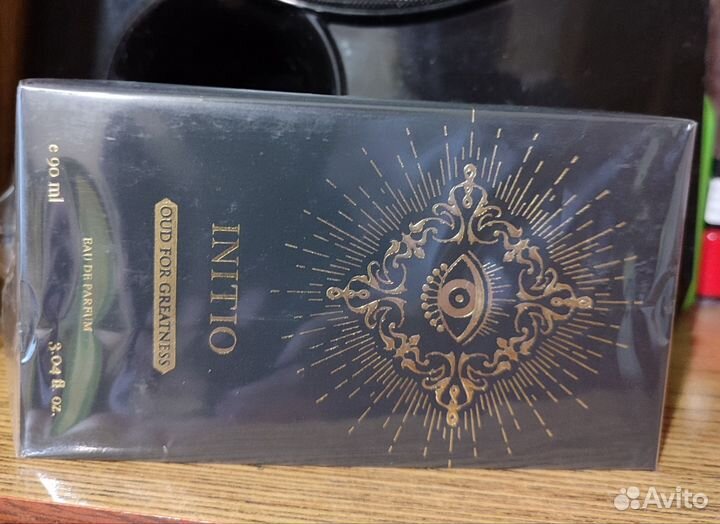 INITIO
OUD FOR GREATNESS
EAU DE PARFUM
e 90 ml
3.04 fl. oz.
Avito